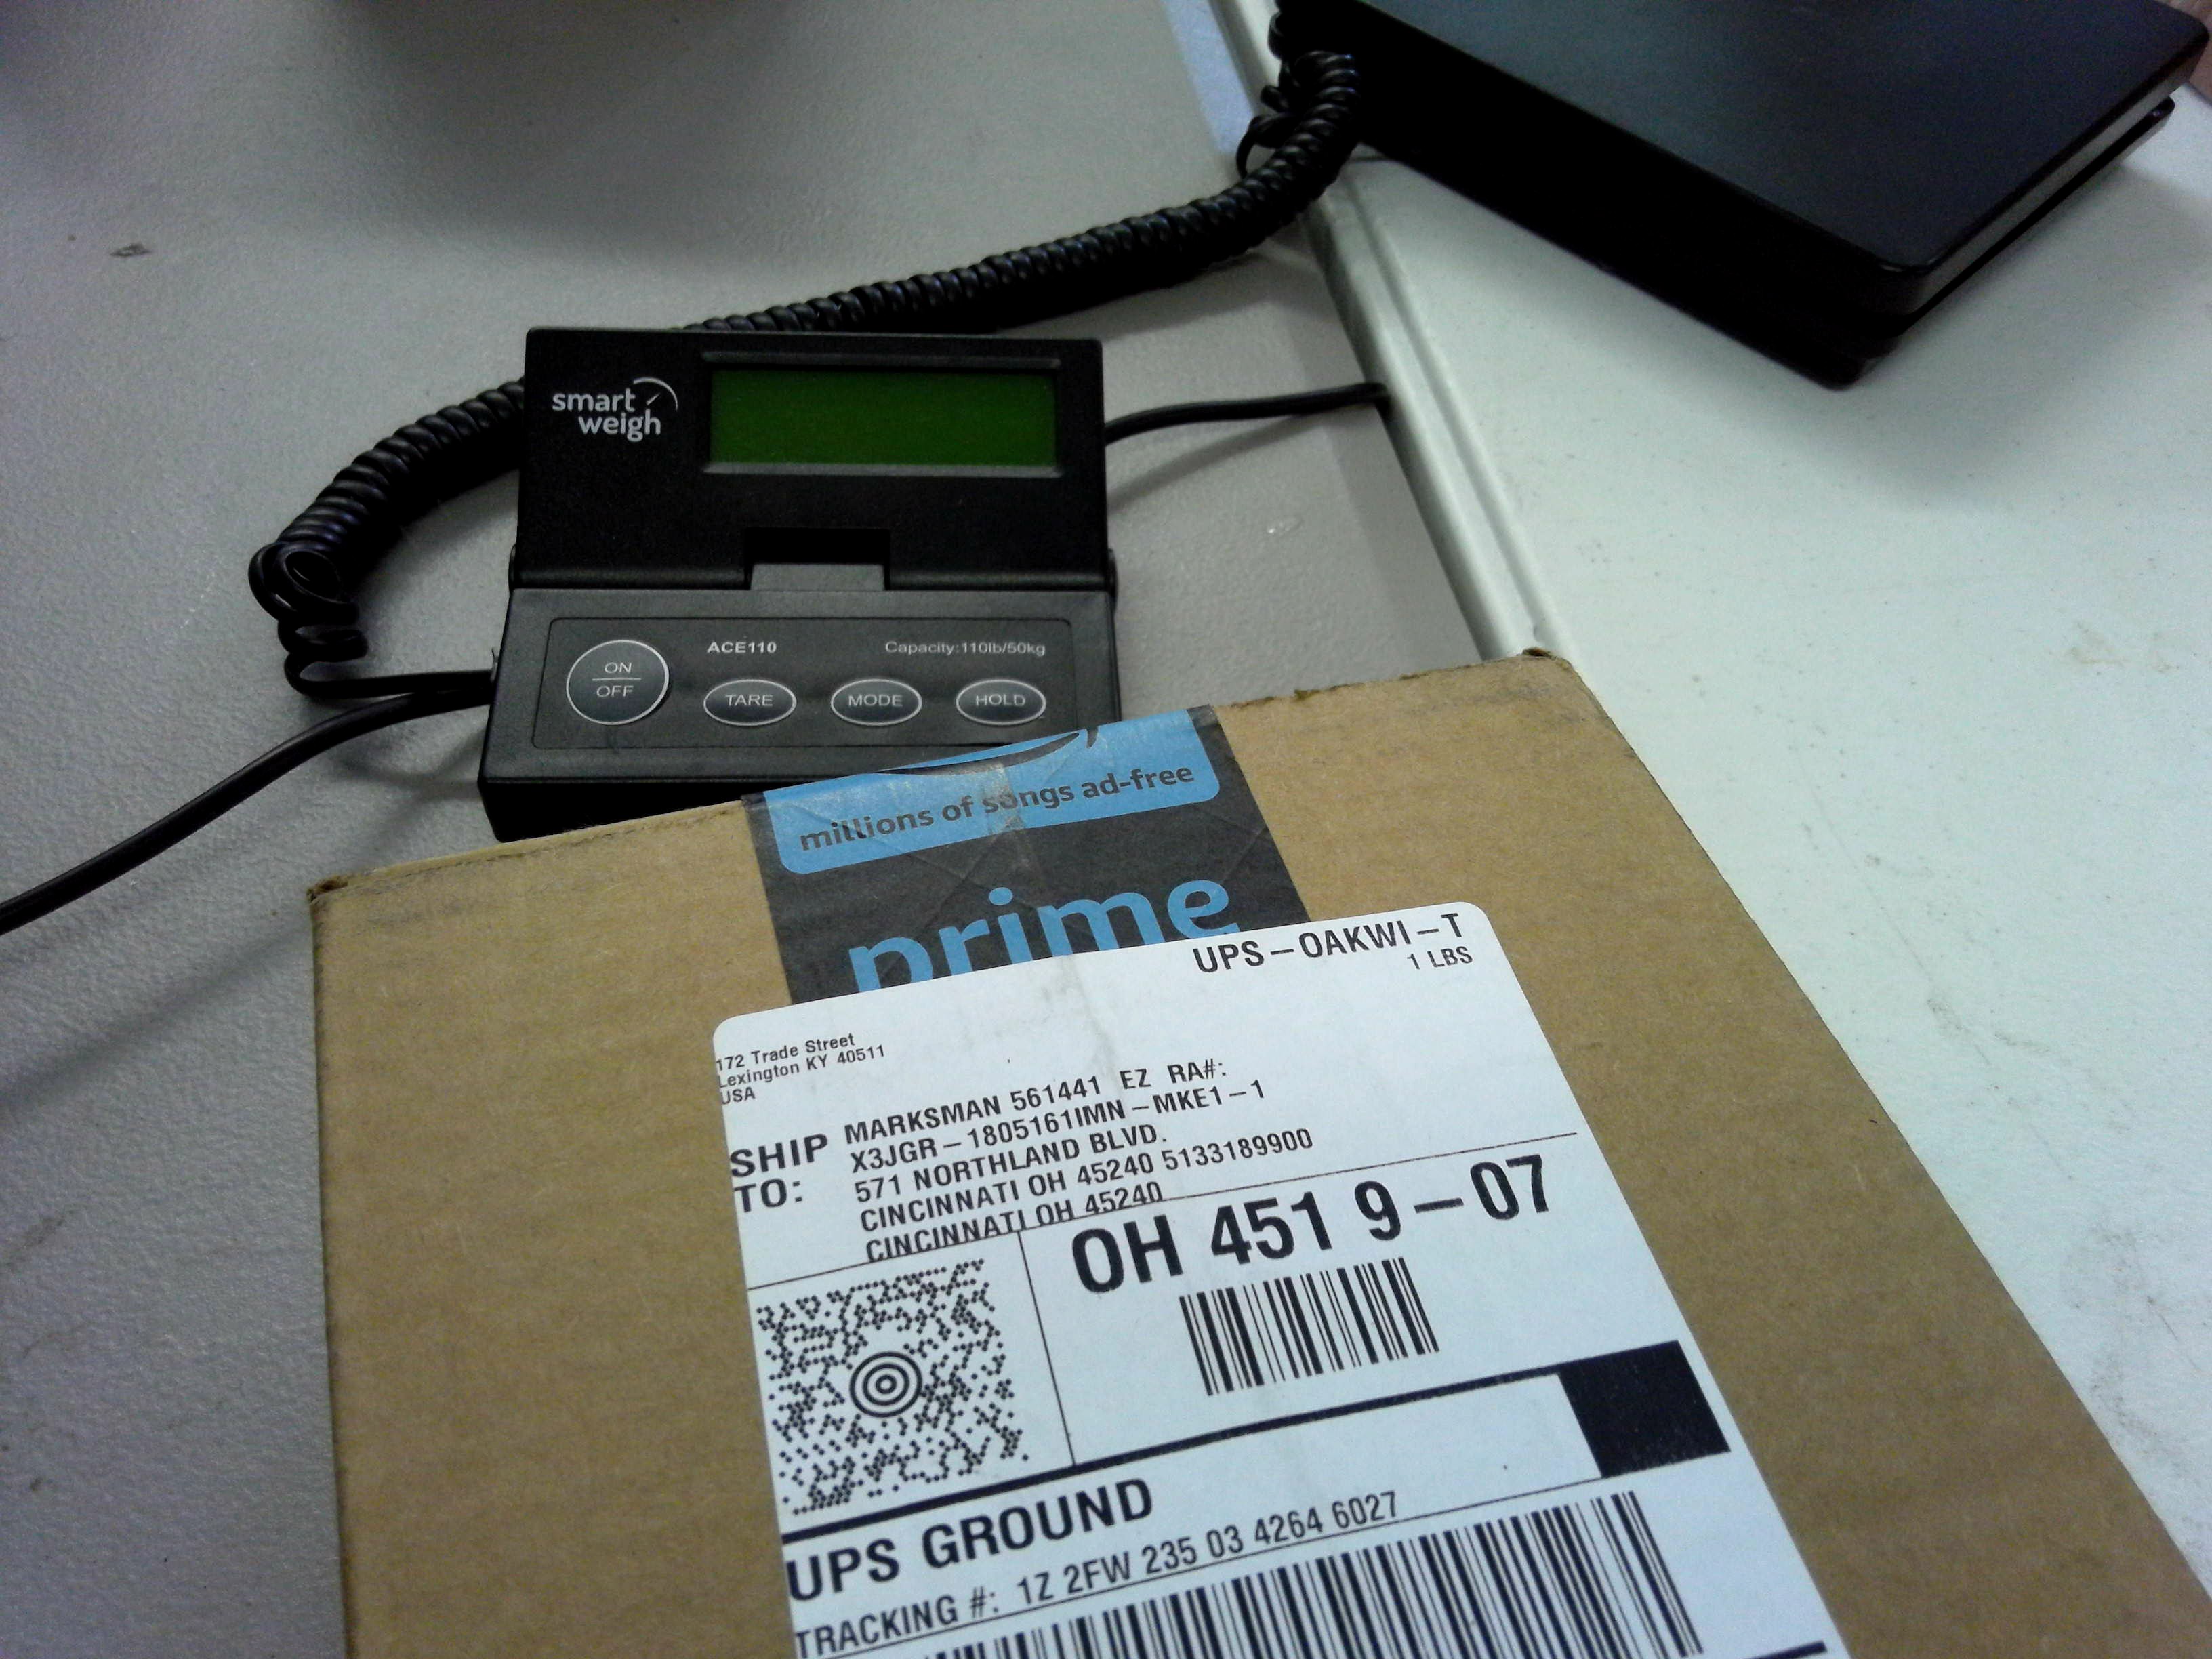 smart
weigh
ACE110 Capacity:110lb/50kg
ON
OFF
TARE MODE HOLD
millions of songs ad-free
prime
UPS-OAKWI-T
1 LBS
172 Trade Street
Lexington KY 40511
USA
SHIP
TO:
MARKSMAN 561441 EZ RA#:
X3JGR-1805161IMN-MKE1-1
571 NORTHLAND BLVD.
CINCINNATI OH 45240 5133189900
CINCINNATI OH 45240
OH 451 9-07
UPS GROUND
TRACKING #: 1Z 2FW 235 03 4264 6027